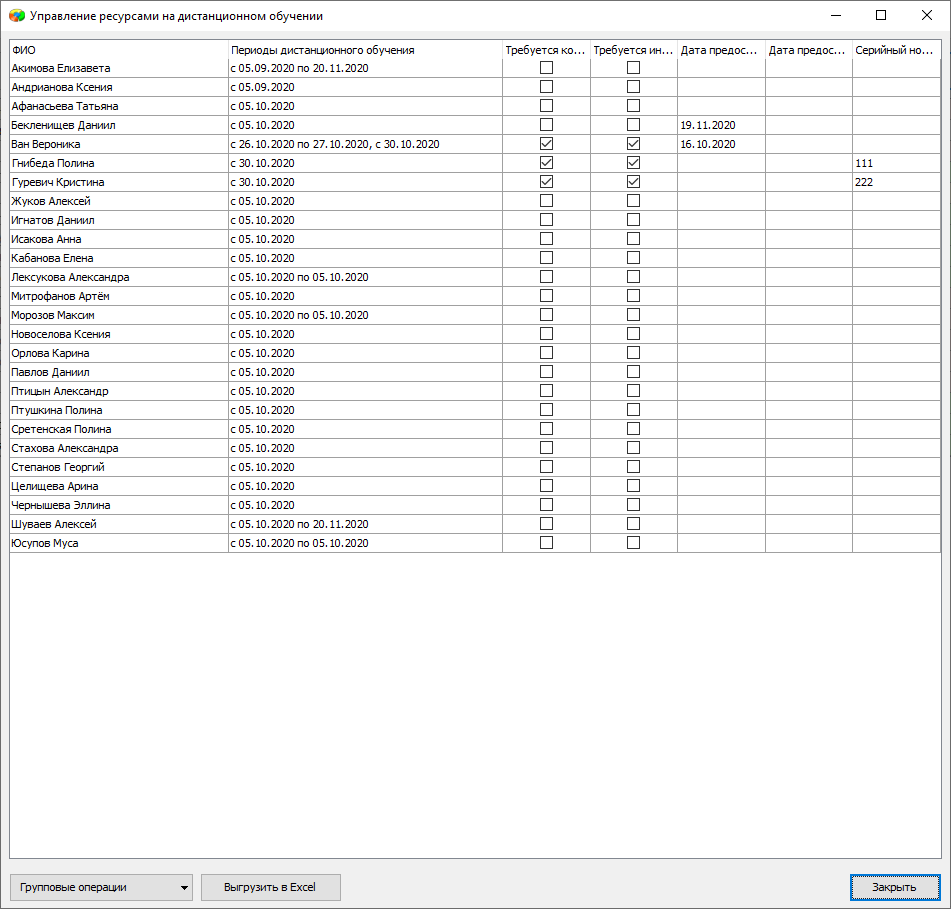 Управление ресурсами на дистанционном обучении
ФИО Периоды дистанционного обучения Требуется ко... Требуется ин... Дата предос... Дата предос... Серийный но...
Акимова Елизавета с 05.09.2020 по 20.11.2020
Андрианова Ксения с 05.09.2020
Афанасьева Татьяна с 05.10.2020
Бекленищев Даниил с 05.10.2020 19.11.2020
Ван Вероника с 26.10.2020 по 27.10.2020, с 30.10.2020 16.10.2020
Гнибеда Полина с 30.10.2020 111
Гуревич Кристина с 30.10.2020 222
Жуков Алексей с 05.10.2020
Игнатов Даниил с 05.10.2020
Исакова Анна с 05.10.2020
Кабанова Елена с 05.10.2020
Лексукова Александра с 05.10.2020 по 05.10.2020
Митрофанов Артём с 05.10.2020
Морозов Максим с 05.10.2020 по 05.10.2020
Новоселова Ксения с 05.10.2020
Орлова Карина с 05.10.2020
Павлов Даниил с 05.10.2020
Птицын Александр с 05.10.2020
Птушкина Полина с 05.10.2020
Сретенская Полина с 05.10.2020
Стахова Александра с 05.10.2020
Степанов Георгий с 05.10.2020
Целищева Арина с 05.10.2020
Чернышева Эллина с 05.10.2020
Шуваев Алексей с 05.10.2020 по 20.11.2020
Юсупов Муса с 05.10.2020 по 05.10.2020
Групповые операции Выгрузить в Excel Закрыть